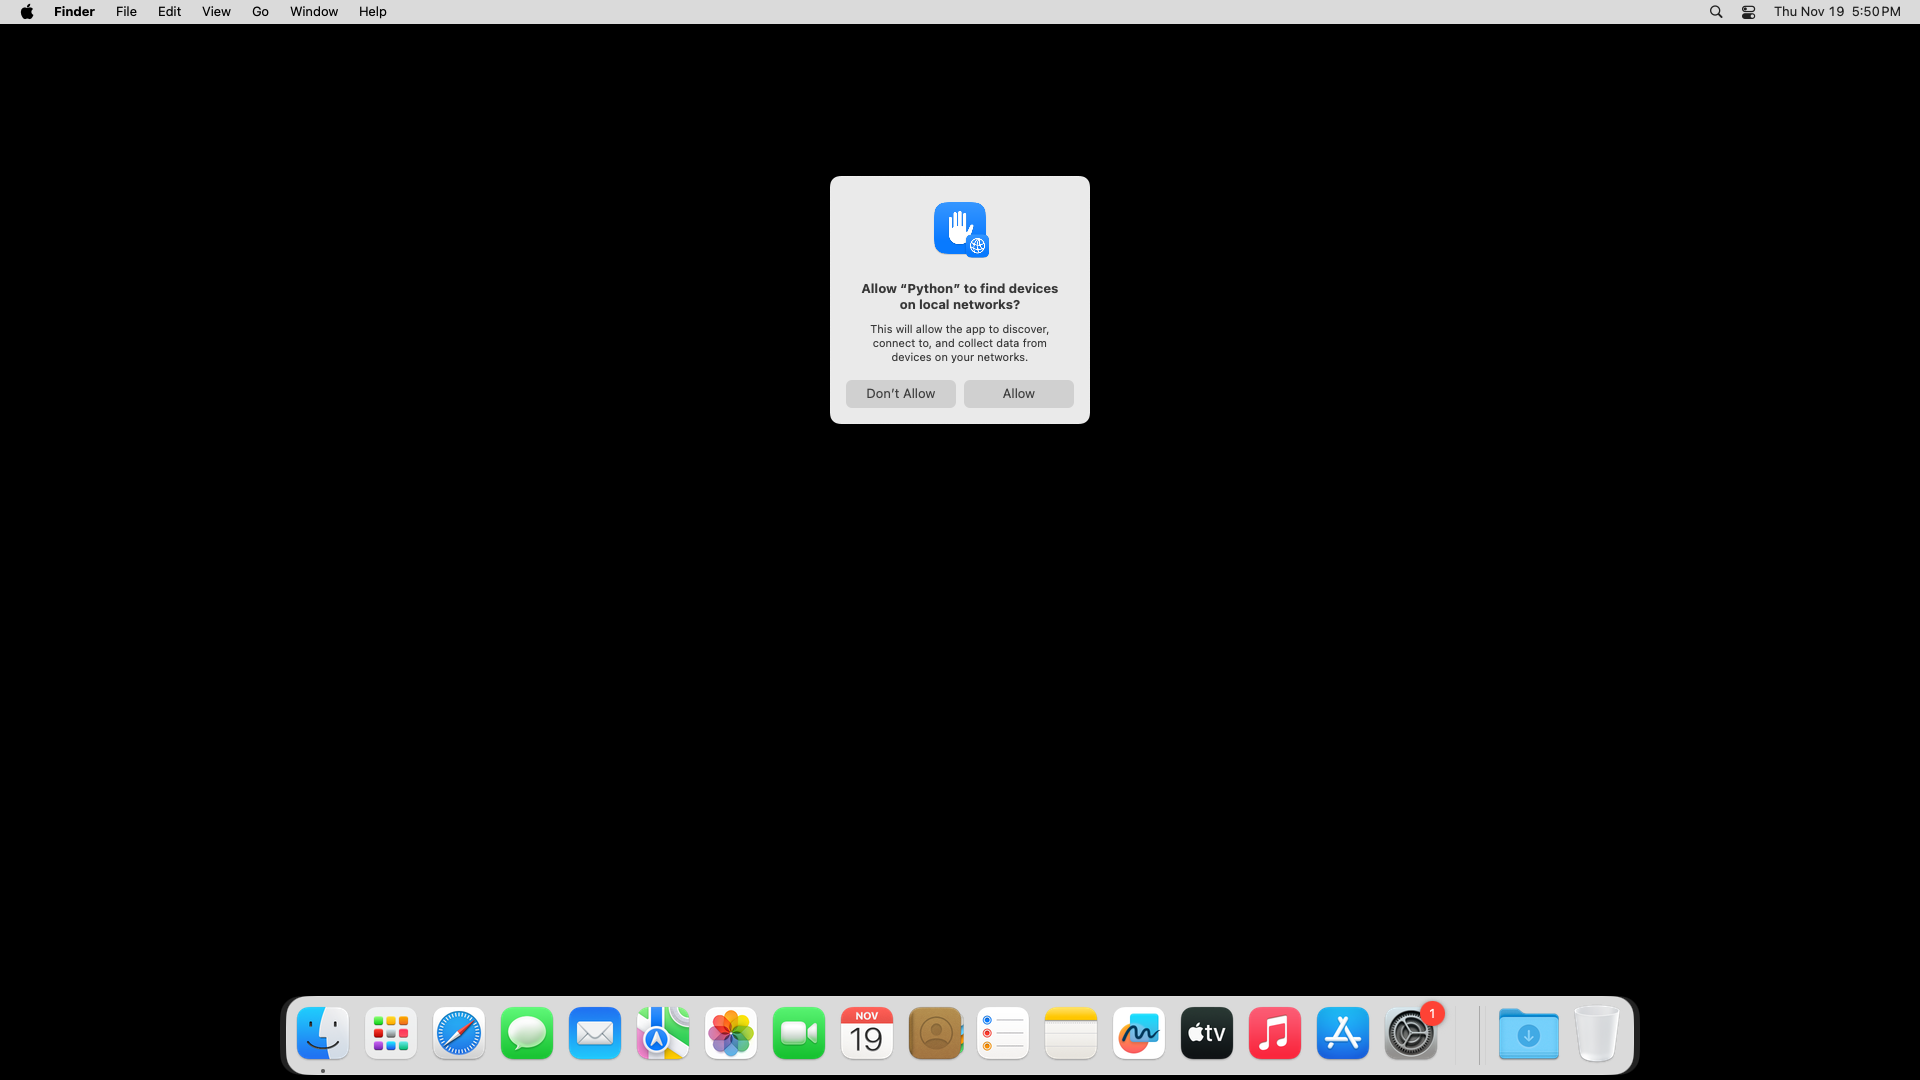 Finder File Edit View Go Window Help Thu Nov 19 5:50 PM
Allow “Python” to find devices
on local networks?
This will allow the app to discover,
connect to, and collect data from
devices on your networks.
Don’t Allow Allow
NOV
19
tv
1